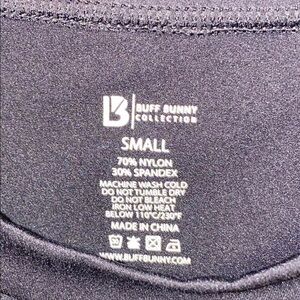 BUFF BUNNY
COLLECTION
SMALL
70% NYLON
30% SPANDEX
MACHINE WASH COLD
DO NOT TUMBLE DRY
DO NOT BLEACH
IRON LOW HEAT
BELOW 110°C/230°F
MADE IN CHINA
WWW.BUFFBUNNY.COM